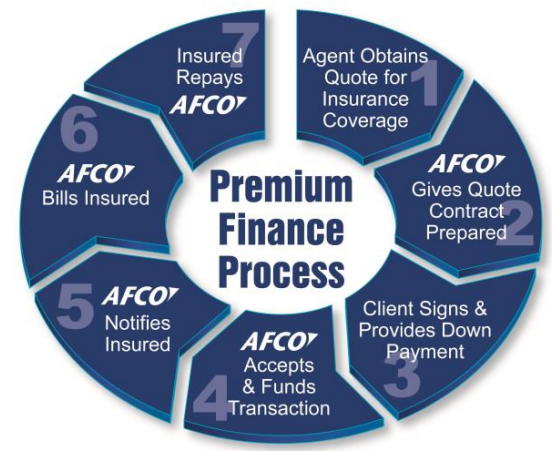 Premium
Finance
Process
1
Agent Obtains
Quote for
Insurance
Coverage
2
AFCO
Gives Quote
Contract
Prepared
3
Client Signs &
Provides Down
Payment
4
AFCO
Accepts
& Funds
Transaction
5
AFCO
Notifies
Insured
6
AFCO
Bills Insured
7
Insured
Repays
AFCO